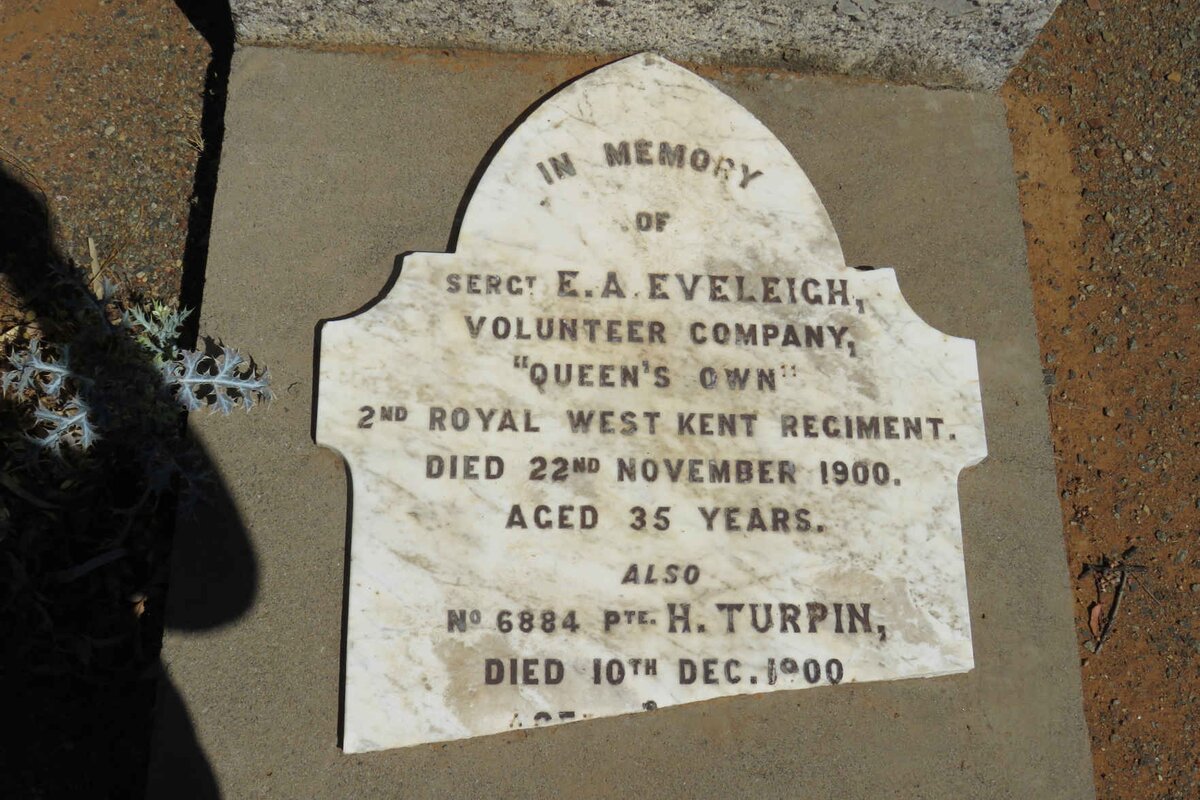 IN MEMORY
OF
SERGT E. A. EVELEIGH,
VOLUNTEER COMPANY,
"QUEEN'S OWN"
2ND ROYAL WEST KENT REGIMENT.
DIED 22ND NOVEMBER 1900.
AGED 35 YEARS.
ALSO
No 6884 PTE. H. TURPIN,
DIED 10TH DEC. 1900